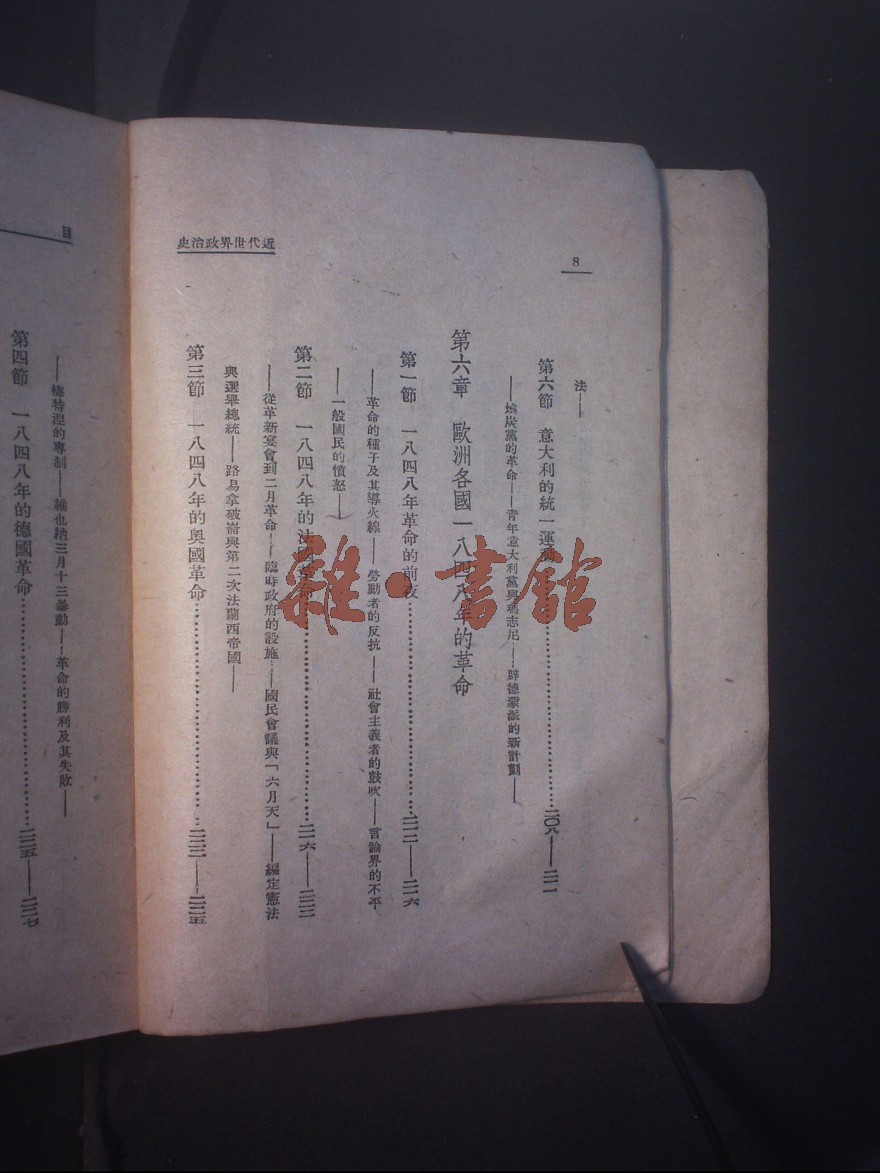 近代世界政治史
8
法——
第六節 意大利的統一運動…………二〇八——二一一
——燒炭黨的革命——青年意大利黨與瑪志尼——辟德蒙派的新計劃——
第六章 歐洲各國一八四八年的革命
第一節 一八四八年革命的前夜…………二一二——二一六
——革命的種子及其導火線——勞動者的反抗——社會主義者的鼓吹——言論界的不平
——一般國民的憤怒——
第二節 一八四八年的法國革命…………二一六——二二二
——從革新宴會到二月革命——臨時政府的設施——國民會議與「六月天」——編定憲法
與選舉總統——路易拿破崙與第二次法蘭西帝國——
第三節 一八四八年的奧國革命…………二二三——二二五
目
——梅特涅的專制——維也納三月十三暴動——革命的勝利及其失敗——
第四節 一八四八年的德國革命…………二二五——二二七
雜·書館